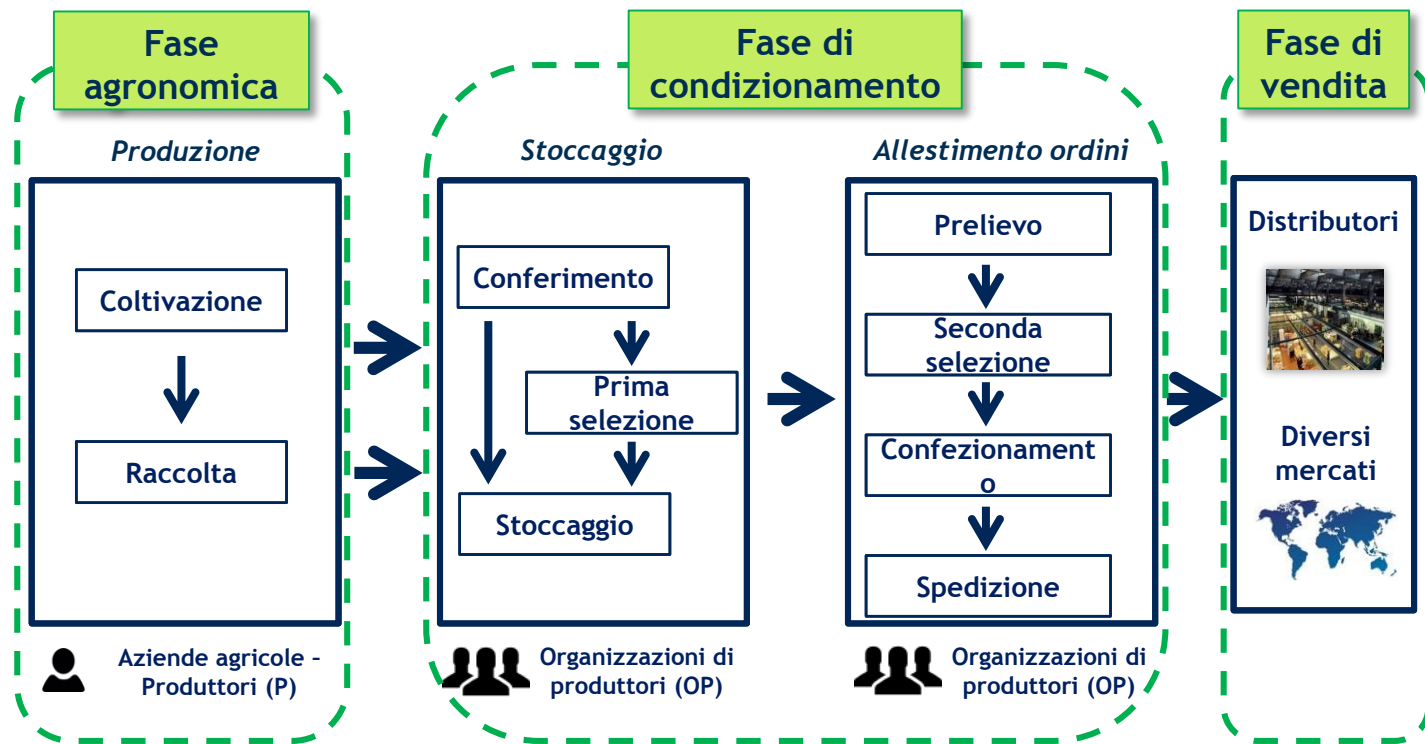 Fase
agronomica
Produzione
Coltivazione
Raccolta
Aziende agricole –
Produttori (P)
Fase di
condizionamento
Stoccaggio
Conferimento
Prima
selezione
Stoccaggio
Organizzazioni di
produttori (OP)
Allestimento ordini
Prelievo
Seconda
selezione
Confezionament
o
Spedizione
Organizzazioni di
produttori (OP)
Fase di
vendita
Distributori
Diversi
mercati